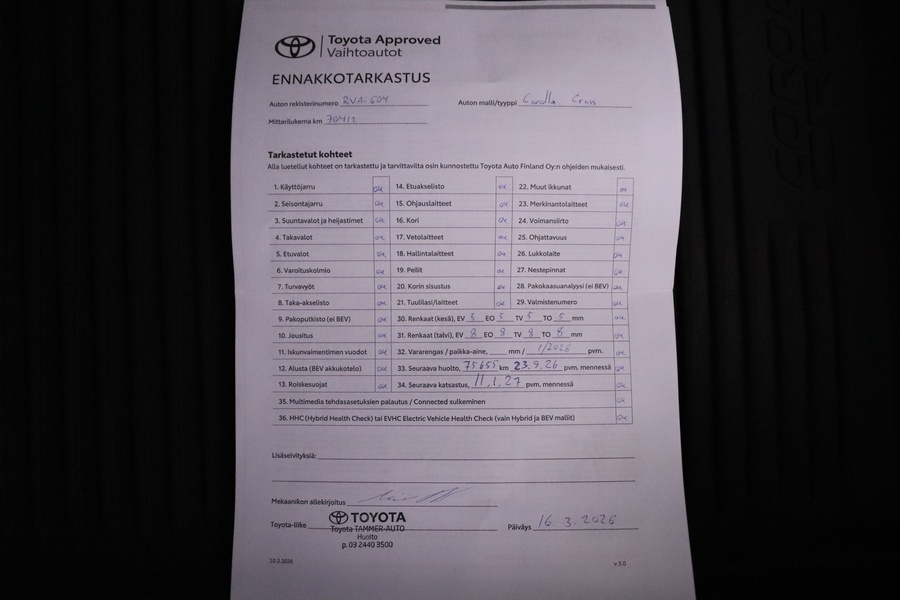 Toyota Approved
Vaihtoautot
ENNAKKOTARKASTUS
Auton rekisterinumero RVA-604 Auton malli/tyyppi Corolla Cross
Mittarilukema km 70412
Tarkastetut kohteet
Alla luetellut kohteet on tarkastettu ja tarvittavilta osin kunnostettu Toyota Auto Finland Oy:n ohjeiden mukaisesti.
1. Käyttöjarru ok 14. Etuakselisto ok 22. Muut ikkunat ok
2. Seisontajarru ok 15. Ohjauslaitteet ok 23. Merkinantolaitteet ok
3. Suuntavalot ja heijastimet ok 16. Kori ok 24. Voimansiirto ok
4. Takavalot ok 17. Vetolaitteet ok 25. Ohjattavuus ok
5. Etuvalot ok 18. Hallintalaitteet ok 26. Lukkolaite ok
6. Varoituskolmio ok 19. Peilit ok 27. Nestepinnat ok
7. Turvavyöt ok 20. Korin sisustus ok 28. Pakokaasuanalyysi (ei BEV) ok
8. Taka-akselisto ok 21. Tuulilasi/laitteet ok 29. Valmistenumero ok
9. Pakoputkisto (ei BEV) ok 30. Renkaat (kesä), EV 5 EO 5 TV 5 TO 5 mm ok
10. Jousitus ok 31. Renkaat (talvi), EV 8 EO 8 TV 8 TO 8 mm ok
11. Iskunvaimentimen vuodot ok 32. Vararengas / paikka-aine, mm / 1/2026 pvm. ok
12. Alusta (BEV akkukotelo) ok 33. Seuraava huolto, 75655 km 23.9.26 pvm. mennessä ok
13. Roiskesuojat ok 34. Seuraava katsastus, 11.1.27 pvm. mennessä ok
35. Multimedia tehdasasetuksien palautus / Connected sulkeminen ok
36. HHC (Hybrid Health Check) tai EVHC Electric Vehicle Health Check (vain Hybrid ja BEV mallit) ok
Lisäselvityksiä:
Mekaanikon allekirjoitus
TOYOTA
Toyota-liike Toyota TAMMER-AUTO Päiväys 16.3.2026
Huolto
p. 03 2440 3500
10.2.2026 v 3.0